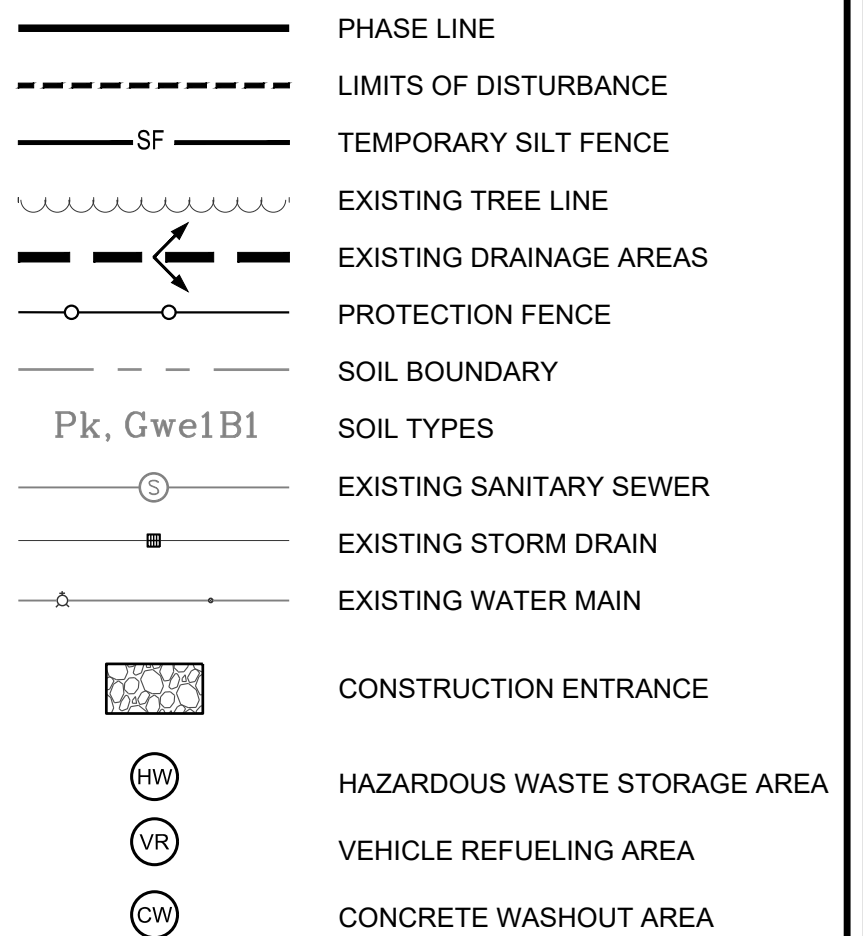 PHASE LINE
LIMITS OF DISTURBANCE
SF TEMPORARY SILT FENCE
EXISTING TREE LINE
EXISTING DRAINAGE AREAS
PROTECTION FENCE
SOIL BOUNDARY
Pk, Gwe1B1 SOIL TYPES
S EXISTING SANITARY SEWER
EXISTING STORM DRAIN
EXISTING WATER MAIN
CONSTRUCTION ENTRANCE
HW HAZARDOUS WASTE STORAGE AREA
VR VEHICLE REFUELING AREA
CW CONCRETE WASHOUT AREA